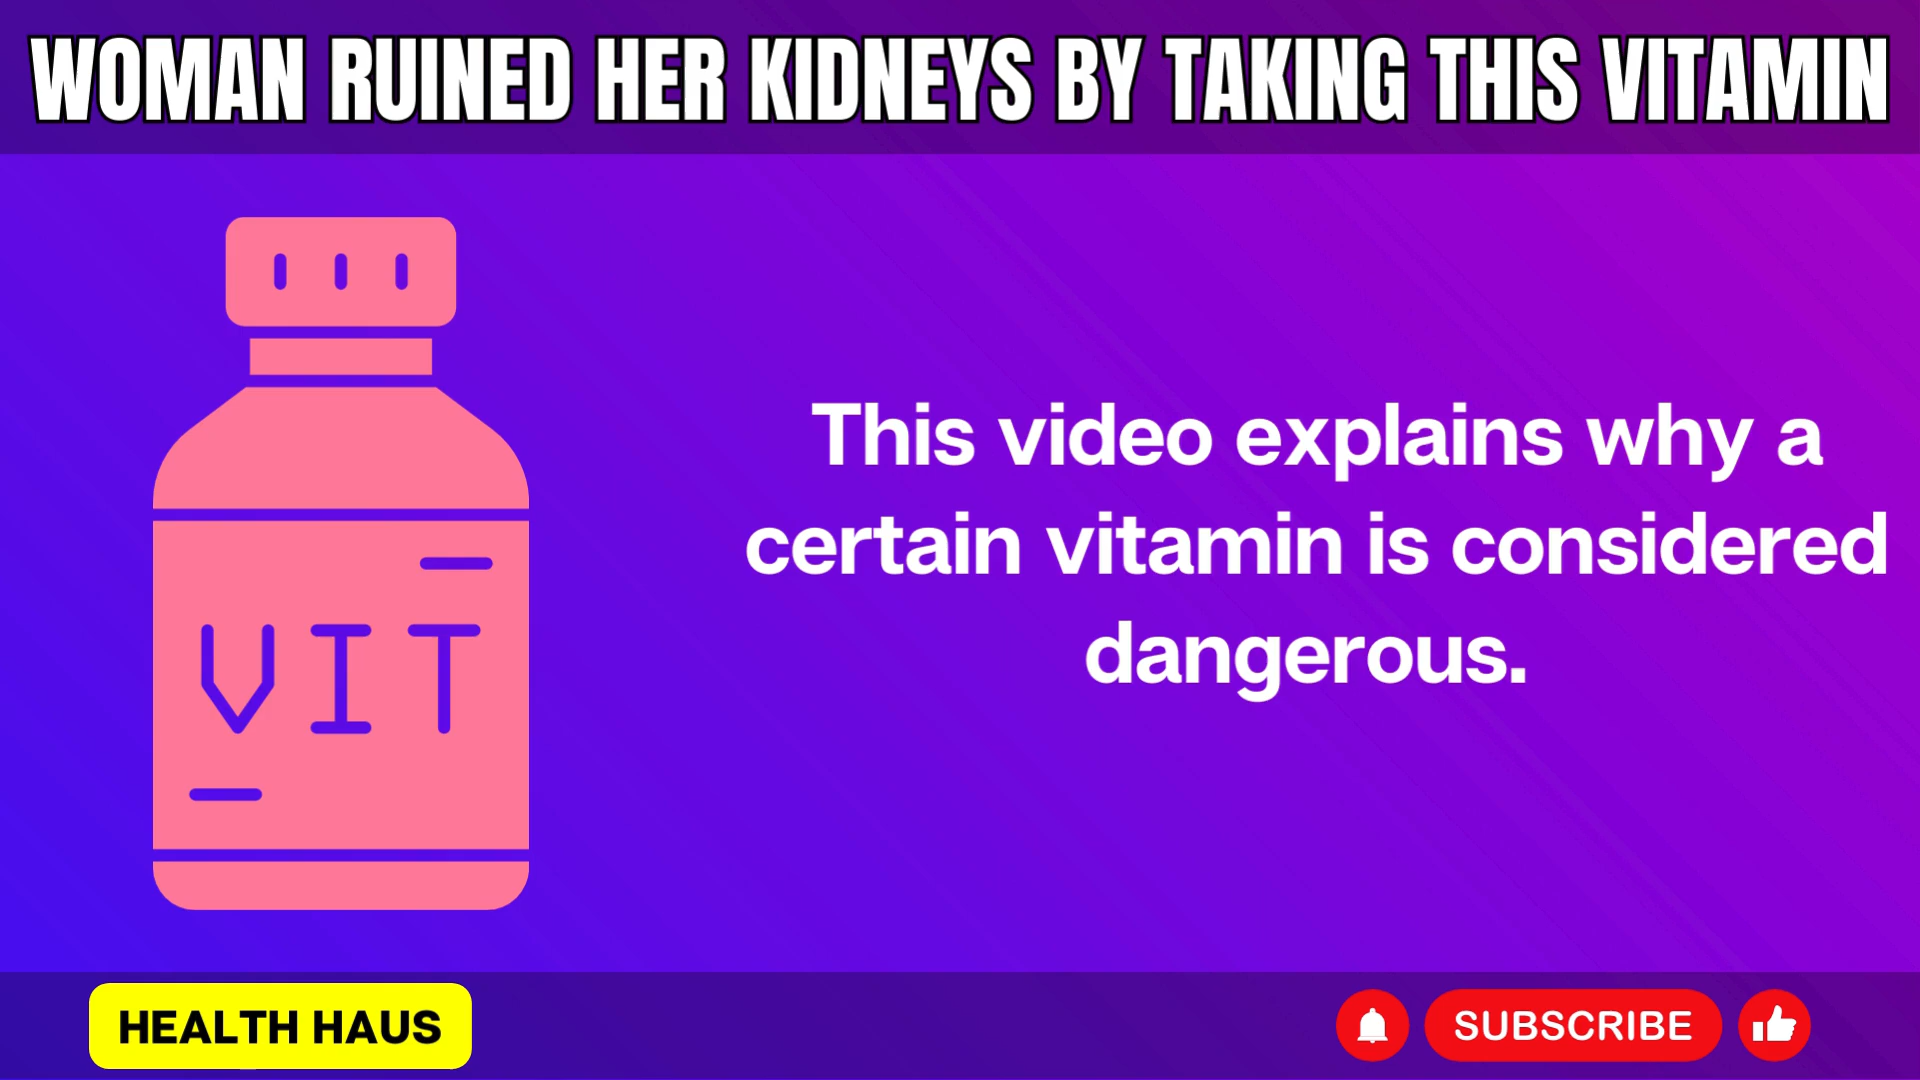 WOMAN RUINED HER KIDNEYS BY TAKING THIS VITAMIN
VIT
This video explains why a
certain vitamin is considered
dangerous.
HEALTH HAUS
SUBSCRIBE